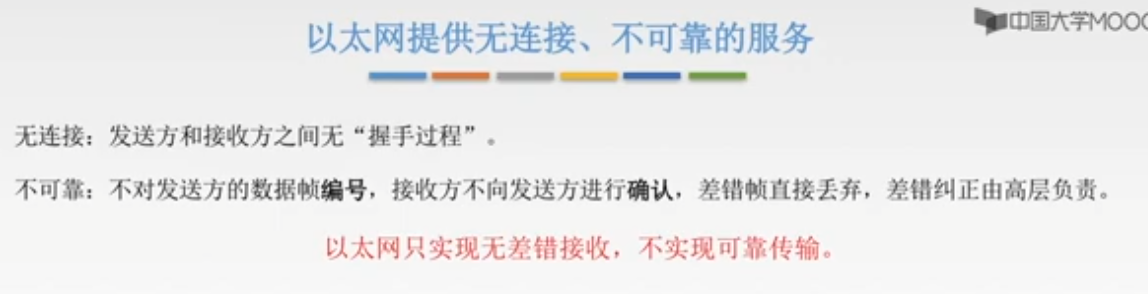 中国大学MOOC
以太网提供无连接、不可靠的服务
无连接：发送方和接收方之间无“握手过程”。
不可靠：不对发送方的数据帧编号，接收方不向发送方进行确认，差错帧直接丢弃，差错纠正由高层负责。
以太网只实现无差错接收，不实现可靠传输。